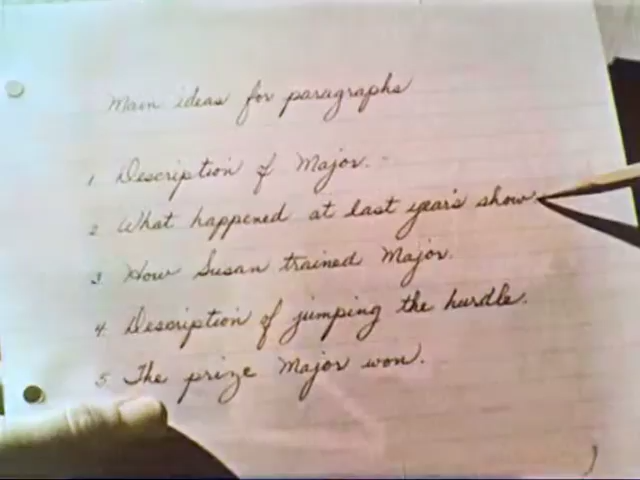 Main ideas for paragraphs
1 Description of Major.
2 What happened at last year's show
3. How Susan trained Major.
4. Description of jumping the hurdle.
5. The prize Major won.